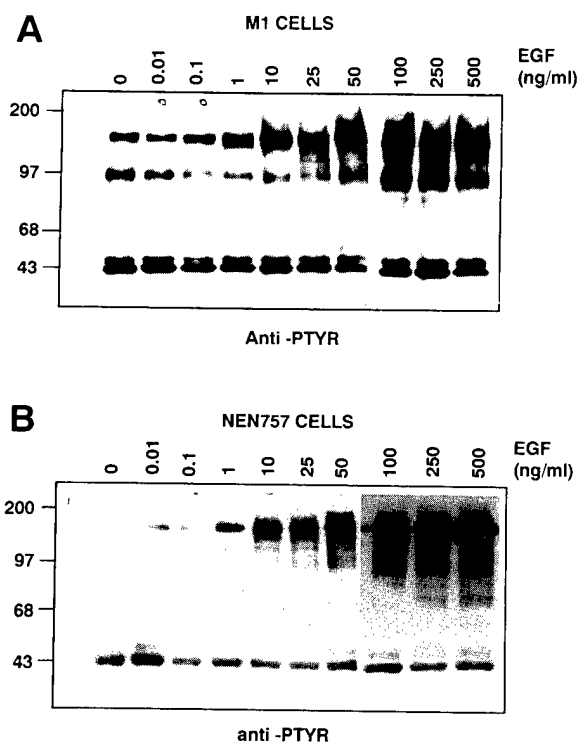 A
M1 CELLS
0 0.01 0.1 1 10 25 50 100 250 500
EGF
(ng/ml)
200
97
68
43
Anti -PTYR
B
NEN757 CELLS
0 0.01 0.1 1 10 25 50 100 250 500
EGF
(ng/ml)
200
97
68
43
anti -PTYR